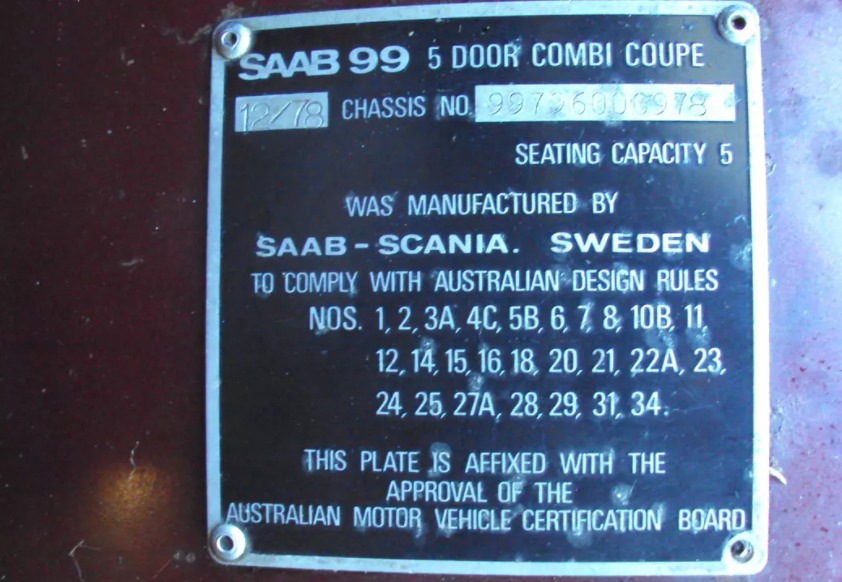 SAAB 99 5 DOOR COMBI COUPE
12/78 CHASSIS NO. 99796000978
SEATING CAPACITY 5
WAS MANUFACTURED BY
SAAB-SCANIA. SWEDEN
TO COMPLY WITH AUSTRALIAN DESIGN RULES
NOS. 1, 2, 3A, 4C, 5B, 6, 7, 8, 10B, 11,
12, 14, 15, 16, 18, 20, 21, 22A, 23,
24, 25, 27A, 28, 29, 31, 34.
THIS PLATE IS AFFIXED WITH THE
APPROVAL OF THE
AUSTRALIAN MOTOR VEHICLE CERTIFICATION BOARD